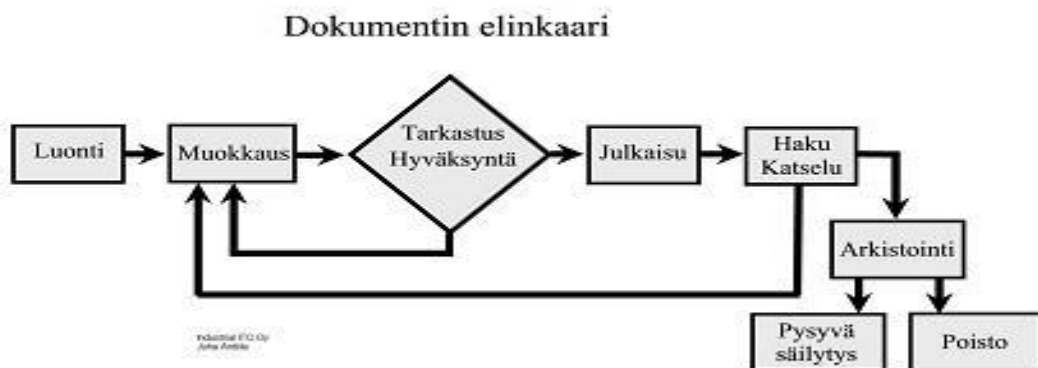 Dokumentin elinkaari
Luonti
Muokkaus
Tarkastus
Hyväksyntä
Julkaisu
Haku
Katselu
Arkistointi
Pysyvä
säilytys
Poisto